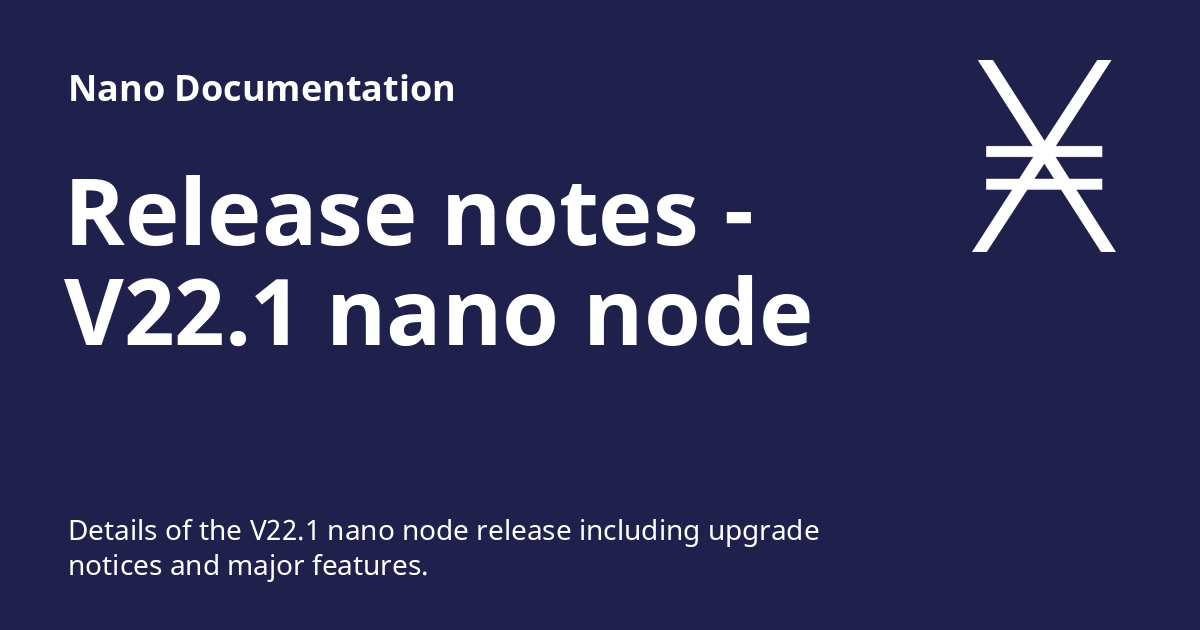 Nano Documentation
Release notes -
V22.1 nano node
Details of the V22.1 nano node release including upgrade
notices and major features.